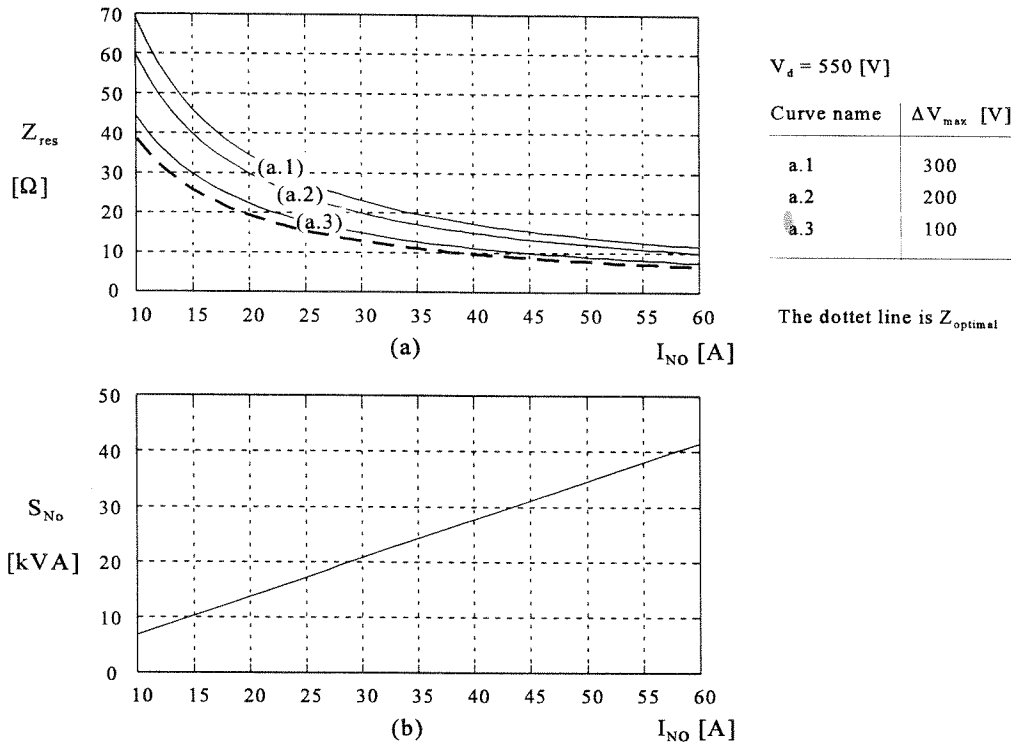 70
60
50
40
30
20
10
0
Z_res
[Ω]
(a.1)
(a.2)
(a.3)
10 15 20 25 30 35 40 45 50 55 60
(a)
I_NO [A]
V_d = 550 [V]
Curve name ΔV_max [V]
a.1 300
a.2 200
a.3 100
The dottet line is Z_optimal
50
40
30
20
10
0
S_No
[kVA]
10 15 20 25 30 35 40 45 50 55 60
(b)
I_NO [A]